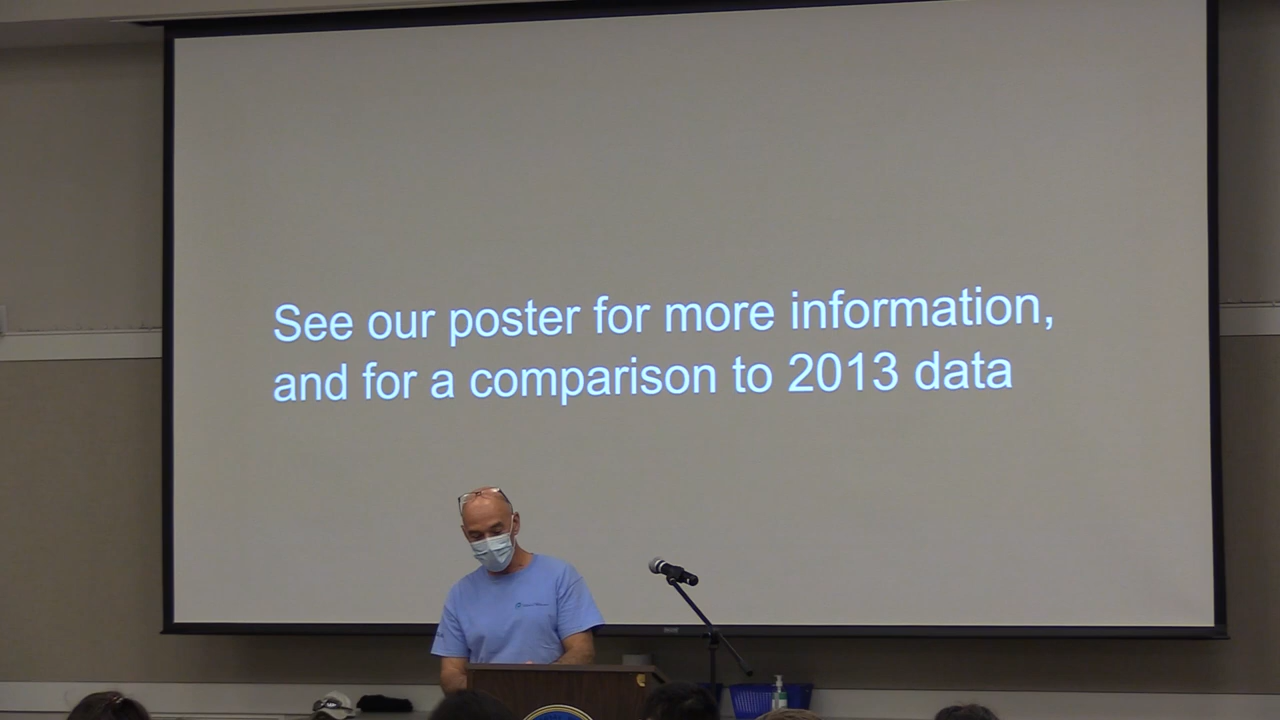 See our poster for more information,
and for a comparison to 2013 data